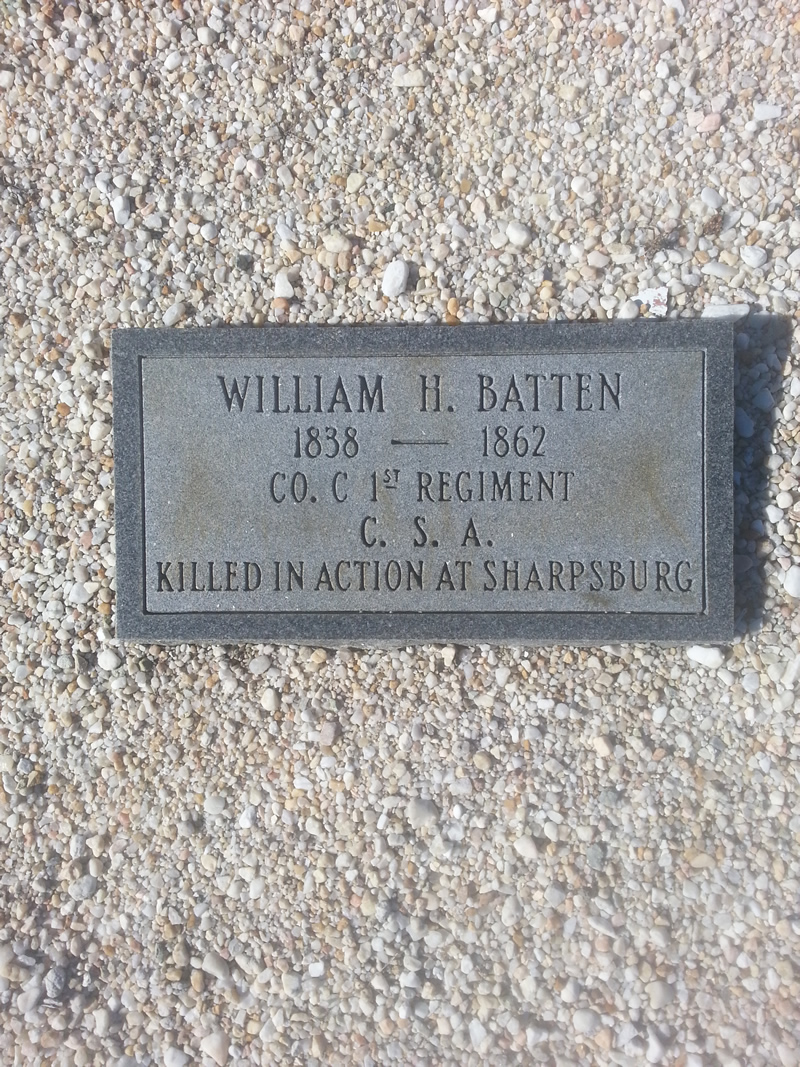 WILLIAM H. BATTEN
1838 — 1862
CO. C 1ST REGIMENT
C. S. A.
KILLED IN ACTION AT SHARPSBURG